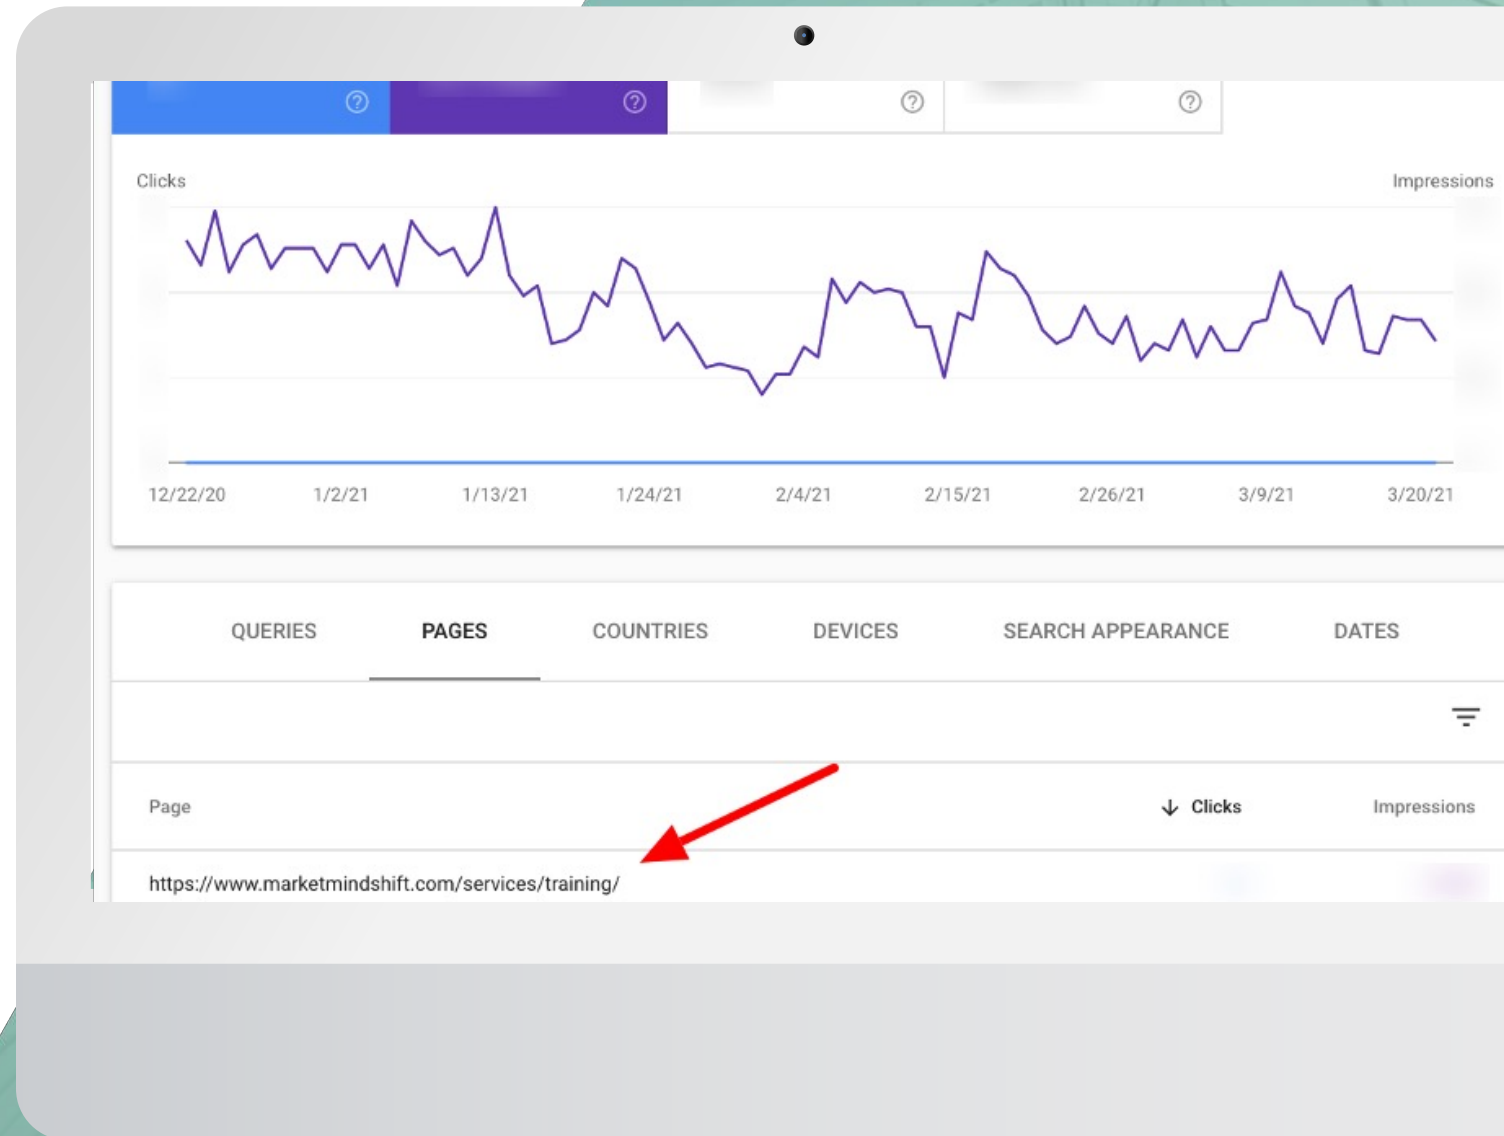 Clicks
Impressions
12/22/20 1/2/21 1/13/21 1/24/21 2/4/21 2/15/21 2/26/21 3/9/21 3/20/21
QUERIES PAGES COUNTRIES DEVICES SEARCH APPEARANCE DATES
Page Clicks Impressions
https://www.marketmindshift.com/services/training/